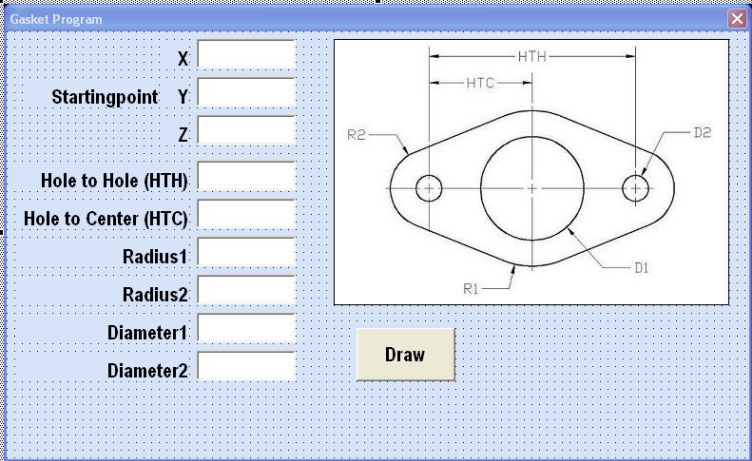 Gasket Program
X
Startingpoint Y
Z
Hole to Hole (HTH)
Hole to Center (HTC)
Radius1
Radius2
Diameter1
Diameter2
HTH
HTC
R2
D2
D1
R1
Draw